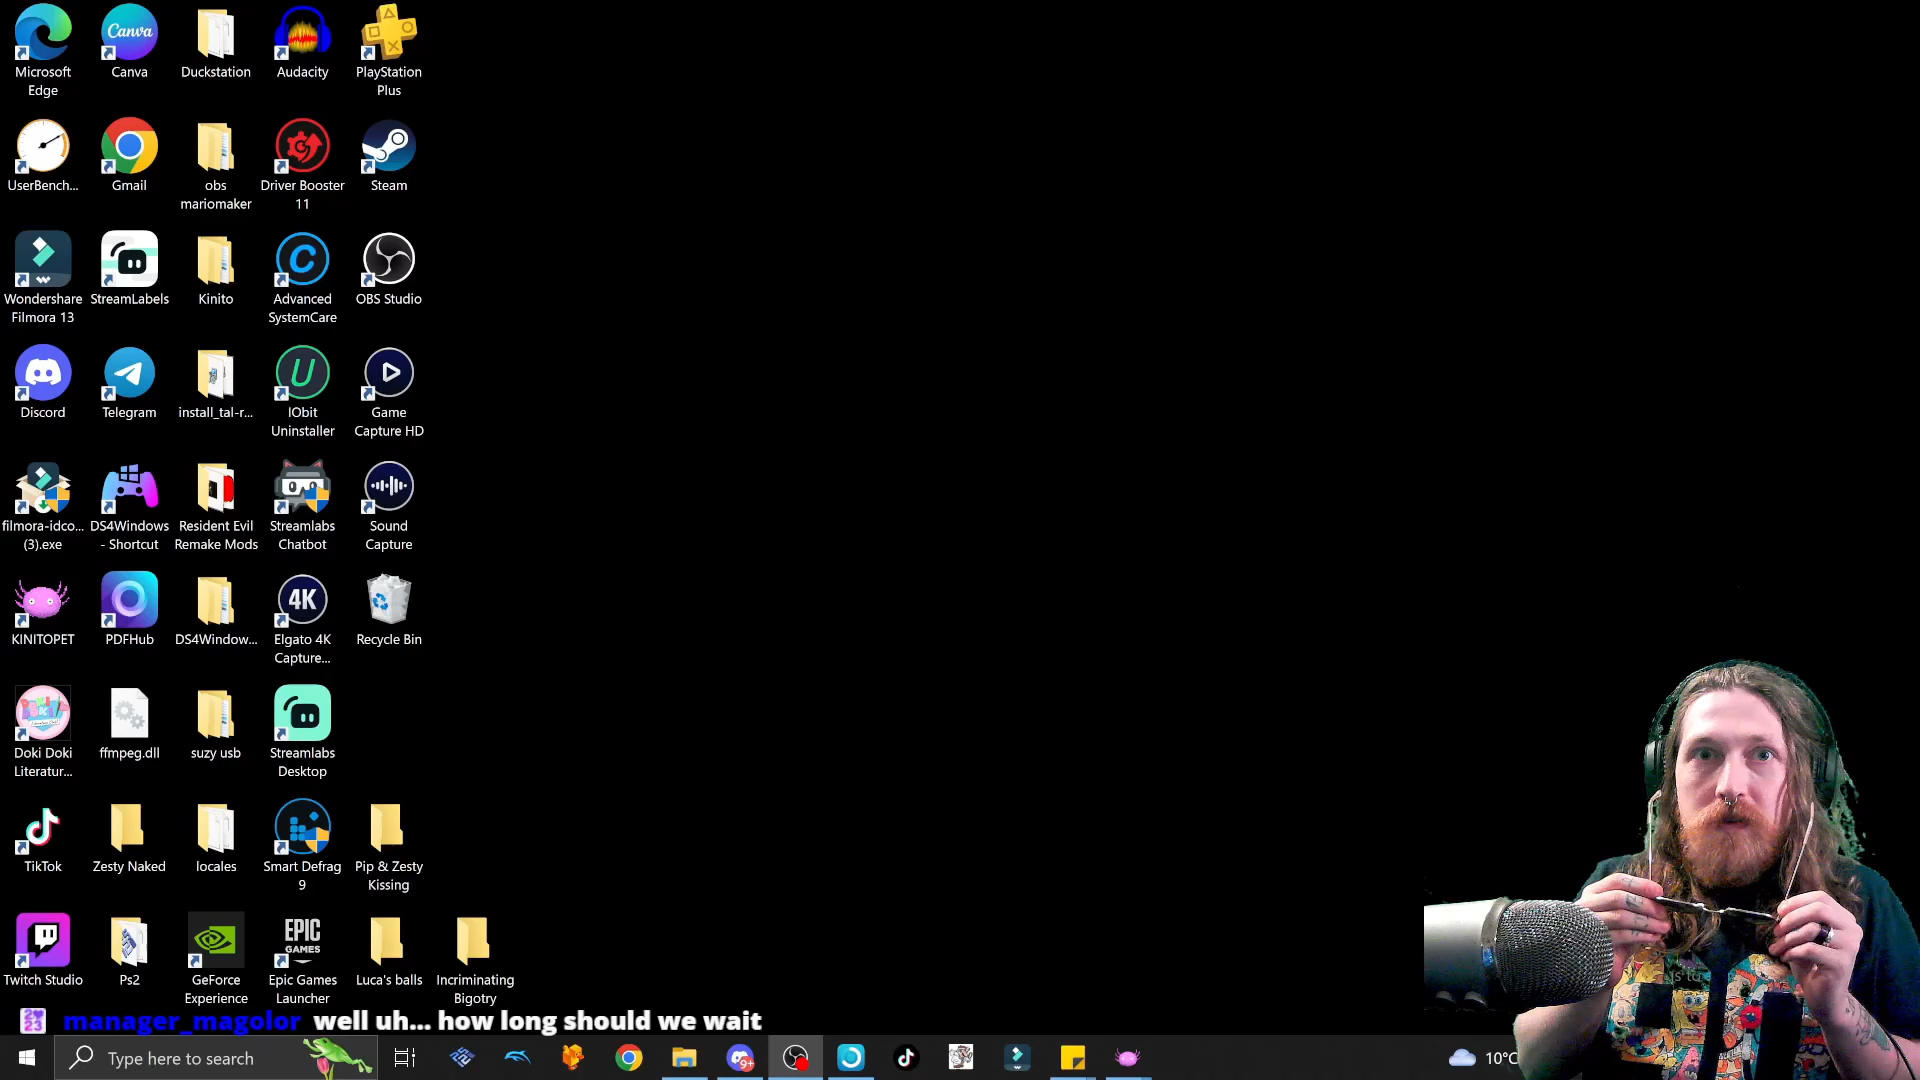 Microsoft
Edge
Canva
Canva
Duckstation
Audacity
PlayStation
Plus
UserBench...
Gmail
obs
mariomaker
Driver Booster
11
Steam
Wondershare
Filmora 13
StreamLabels
Kinito
C
Advanced
SystemCare
OBS Studio
Discord
Telegram
install_tal-r...
U
IObit
Uninstaller
Game
Capture HD
filmora-idco...
(3).exe
DS4Windows
- Shortcut
Resident Evil
Remake Mods
Streamlabs
Chatbot
Sound
Capture
KINITOPET
PDFHub
DS4Window...
4K
Elgato 4K
Capture...
Recycle Bin
Doki Doki
Literatur...
ffmpeg.dll
suzy usb
Streamlabs
Desktop
TikTok
Zesty Naked
locales
Smart Defrag
9
Pip & Zesty
Kissing
Twitch Studio
Ps2
GeForce
Experience
EPIC
GAMES
Epic Games
Launcher
Luca's balls
Incriminating
Bigotry
manager_magolor well uh... how long should we wait
Type here to search
9+
10°C